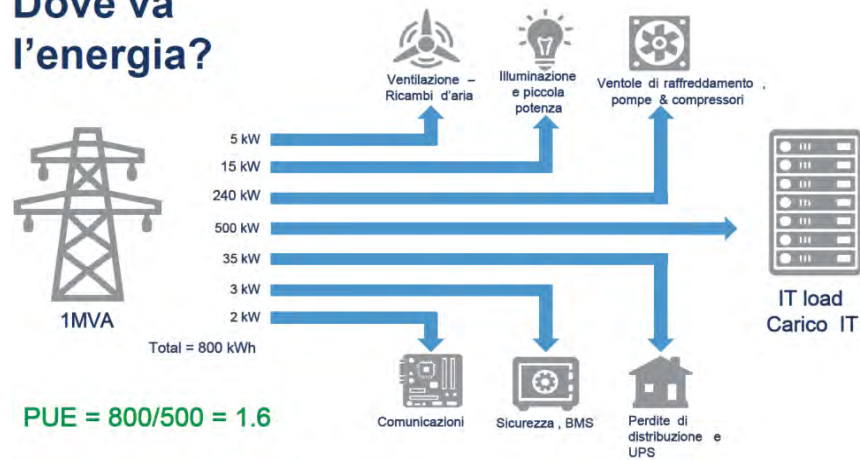 Dove va
l'energia?
Ventilazione –
Ricambi d'aria
Illuminazione
e piccola
potenza
Ventole di raffreddamento ,
pompe & compressori
5 kW
15 kW
240 kW
500 kW
35 kW
3 kW
2 kW
1MVA
Total = 800 kWh
IT load
Carico IT
PUE = 800/500 = 1.6
Comunicazioni
Sicurezza , BMS
Perdite di
distribuzione e
UPS